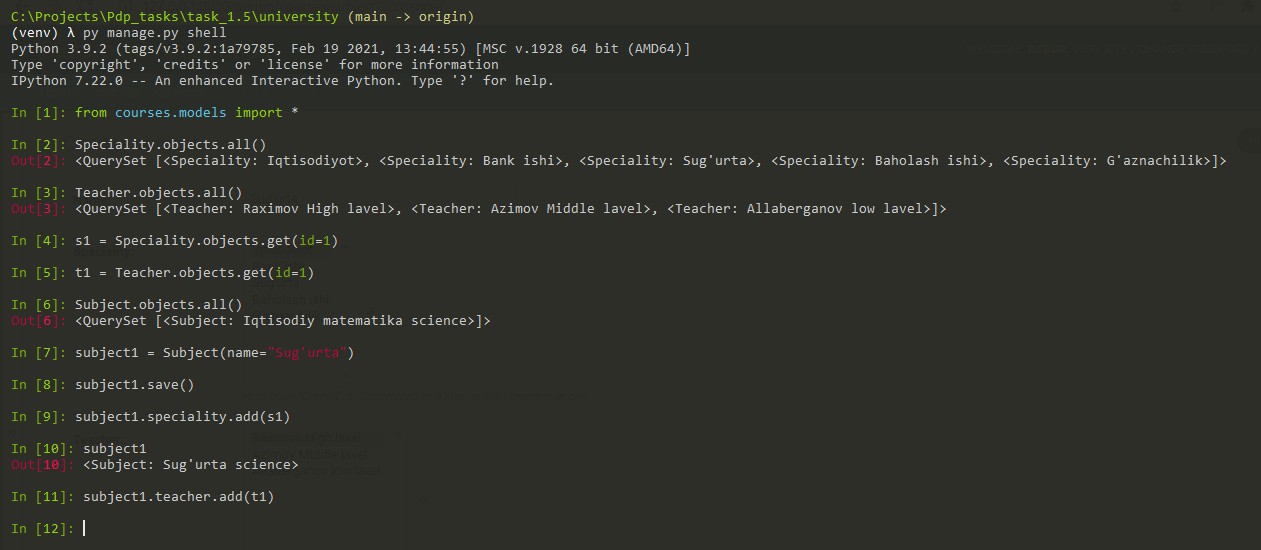 C:\Projects\Pdp_tasks\task_1.5\university (main -> origin)
(venv) λ py manage.py shell
Python 3.9.2 (tags/v3.9.2:1a79785, Feb 19 2021, 13:44:55) [MSC v.1928 64 bit (AMD64)]
Type 'copyright', 'credits' or 'license' for more information
IPython 7.22.0 -- An enhanced Interactive Python. Type '?' for help.
In [1]: from courses.models import *
In [2]: Speciality.objects.all()
Out[2]: <QuerySet [<Speciality: Iqtisodiyot>, <Speciality: Bank ishi>, <Speciality: Sug'urta>, <Speciality: Baholash ishi>, <Speciality: G'aznachilik>]>
In [3]: Teacher.objects.all()
Out[3]: <QuerySet [<Teacher: Raximov High lavel>, <Teacher: Azimov Middle lavel>, <Teacher: Allaberganov low lavel>]>
In [4]: s1 = Speciality.objects.get(id=1)
In [5]: t1 = Teacher.objects.get(id=1)
In [6]: Subject.objects.all()
Out[6]: <QuerySet [<Subject: Iqtisodiy matematika science>]>
In [7]: subject1 = Subject(name="Sug'urta")
In [8]: subject1.save()
In [9]: subject1.speciality.add(s1)
In [10]: subject1
Out[10]: <Subject: Sug'urta science>
In [11]: subject1.teacher.add(t1)
In [12]: